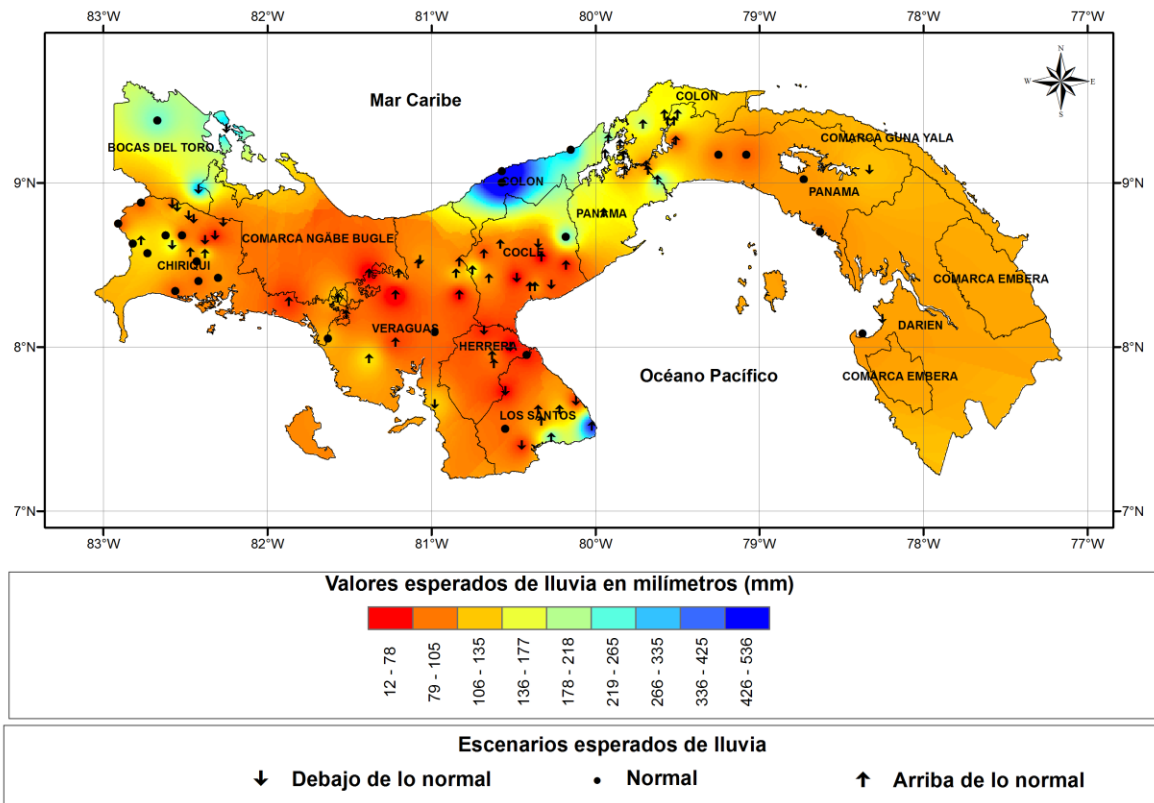 83°W 82°W 81°W 80°W 79°W 78°W 77°W
N
W E
S
Mar Caribe
COLON
COMARCA GUNA YALA
BOCAS DEL TORO
9°N 9°N
COLON
PANAMA
PANAMA
COMARCA NGÄBE BUGLE
COCLE
CHIRIQUI
COMARCA EMBERA
VERAGUAS
DARIEN
8°N 8°N
HERRERA
Océano Pacífico
COMARCA EMBERA
LOS SANTOS
7°N 7°N
83°W 82°W 81°W 80°W 79°W 78°W 77°W
Valores esperados de lluvia en milímetros (mm)
12 - 78
79 - 105
106 - 135
136 - 177
178 - 218
219 - 265
266 - 335
336 - 425
426 - 536
Escenarios esperados de lluvia
Debajo de lo normal Normal Arriba de lo normal